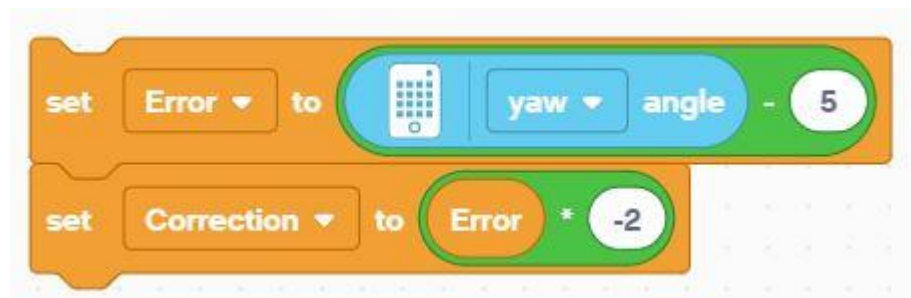 set Error to yaw angle - 5
set Correction to Error * -2